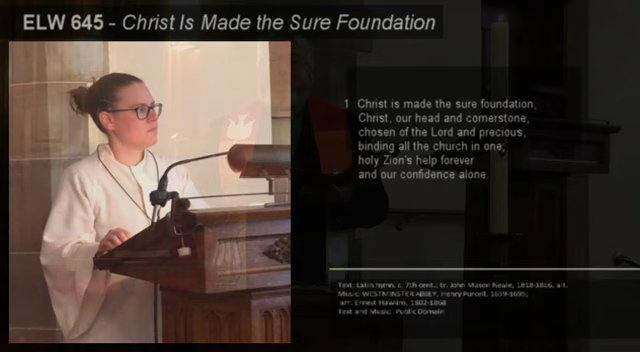 ELW 645 - Christ Is Made the Sure Foundation
1 Christ is made the sure foundation,
Christ, our head and cornerstone,
chosen of the Lord and precious,
binding all the church in one;
holy Zion's help forever
and our confidence alone.
Text: Latin hymn, c. 7th cent.; tr. John Mason Neale, 1818-1866, alt.
Music: WESTMINSTER ABBEY, Henry Purcell, 1659-1695;
arr. Ernest Hawkins, 1802-1868
Text and Music: Public Domain